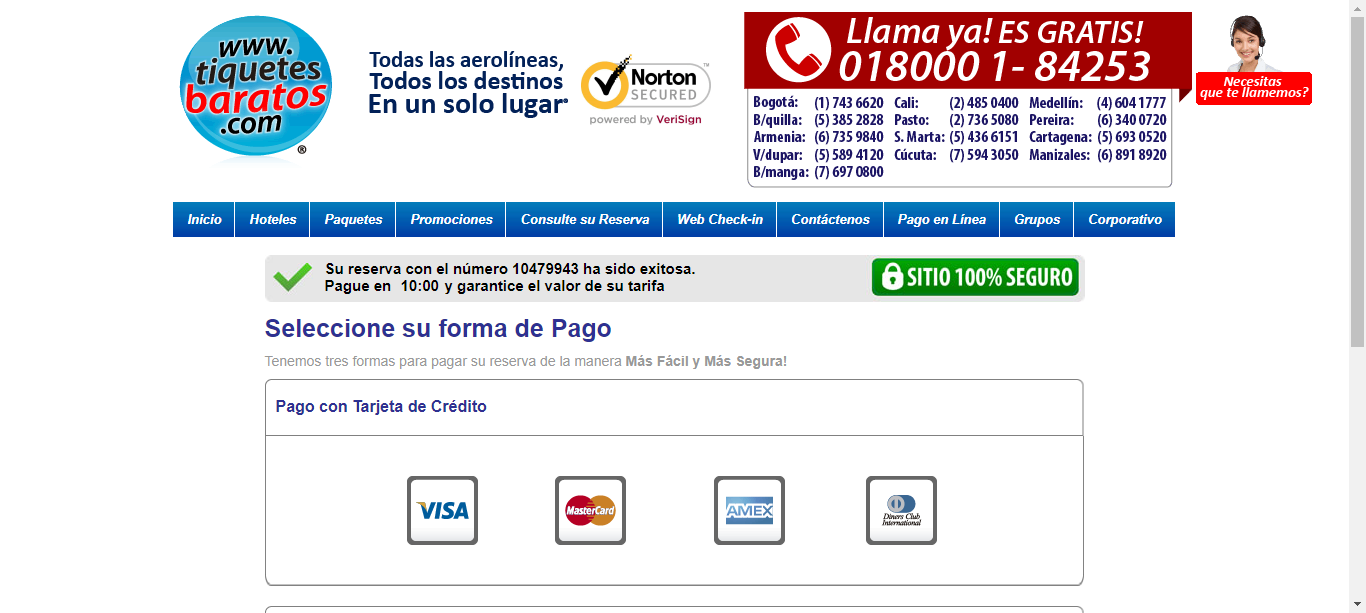 www.
tiquetes
baratos
.com
®
Todas las aerolíneas,
Todos los destinos
En un solo lugar®
Norton
SECURED
powered by VeriSign
TM
Llama ya! ES GRATIS!
018000 1- 84253
Bogotá: (1) 743 6620 Cali: (2) 485 0400 Medellín: (4) 604 1777
B/quilla: (5) 385 2828 Pasto: (2) 736 5080 Pereira: (6) 340 0720
Armenia: (6) 735 9840 S. Marta: (5) 436 6151 Cartagena: (5) 693 0520
V/dupar: (5) 589 4120 Cúcuta: (7) 594 3050 Manizales: (6) 891 8920
B/manga: (7) 697 0800
Necesitas
que te llamemos?
Inicio Hoteles Paquetes Promociones Consulte su Reserva Web Check-in Contáctenos Pago en Línea Grupos Corporativo
Su reserva con el número 10479943 ha sido exitosa.
Pague en 10:00 y garantice el valor de su tarifa
SITIO 100% SEGURO
Seleccione su forma de Pago
Tenemos tres formas para pagar su reserva de la manera Más Fácil y Más Segura!
Pago con Tarjeta de Crédito
VISA
MasterCard
AMEX
Diners Club
International